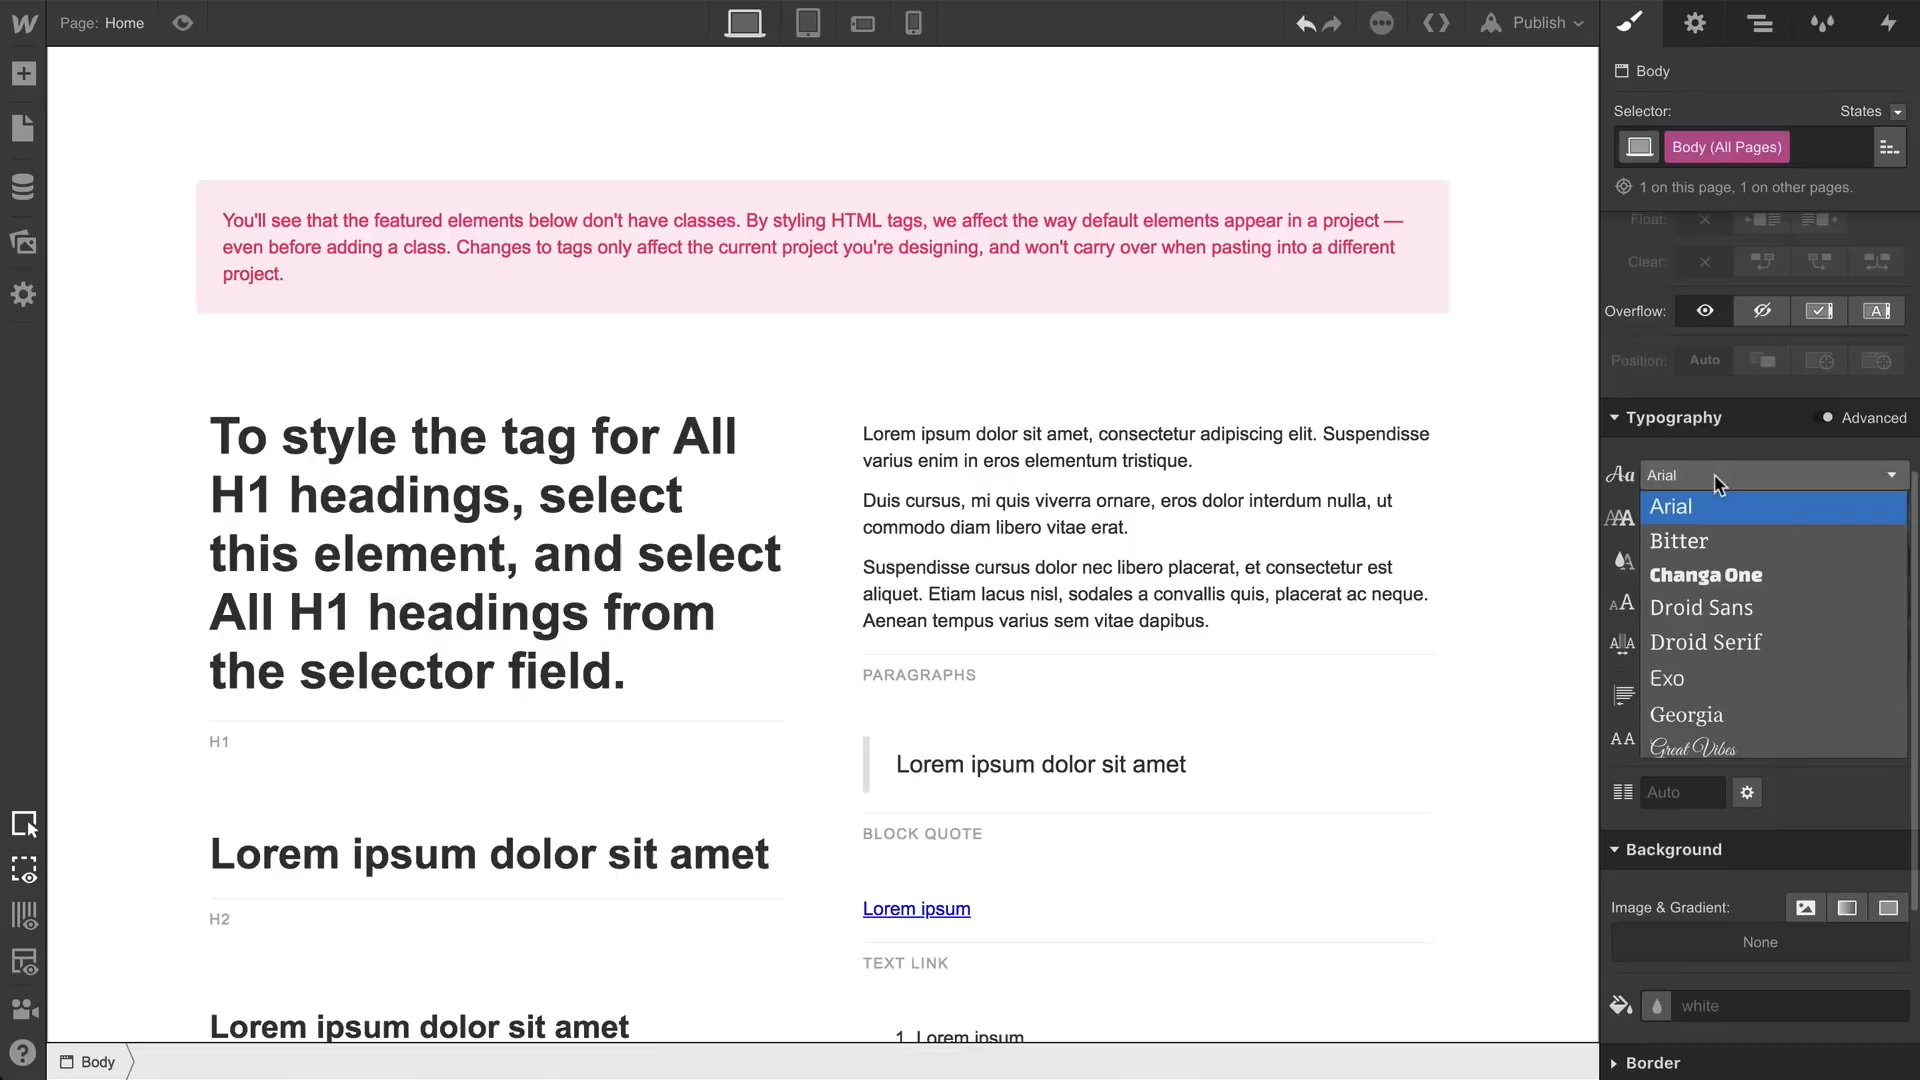 Page: Home
Publish
Body
Selector:
States
Body (All Pages)
1 on this page, 1 on other pages.
Float:
Clear:
Overflow:
Position:
Auto
Typography
Advanced
Arial
Arial
Bitter
Changa One
Droid Sans
Droid Serif
Exo
Georgia
Great Vibes
Auto
Background
Image & Gradient:
None
white
Border
You'll see that the featured elements below don't have classes. By styling HTML tags, we affect the way default elements appear in a project —
even before adding a class. Changes to tags only affect the current project you're designing, and won't carry over when pasting into a different
project.
To style the tag for All
H1 headings, select
this element, and select
All H1 headings from
the selector field.
H1
Lorem ipsum dolor sit amet
H2
Lorem ipsum dolor sit amet
Lorem ipsum dolor sit amet, consectetur adipiscing elit. Suspendisse
varius enim in eros elementum tristique.
Duis cursus, mi quis viverra ornare, eros dolor interdum nulla, ut
commodo diam libero vitae erat.
Suspendisse cursus dolor nec libero placerat, et consectetur est
aliquet. Etiam lacus nisl, sodales a convallis quis, placerat ac neque.
Aenean tempus varius sem vitae dapibus.
PARAGRAPHS
Lorem ipsum dolor sit amet
BLOCK QUOTE
Lorem ipsum
TEXT LINK
1. Lorem ipsum
Body